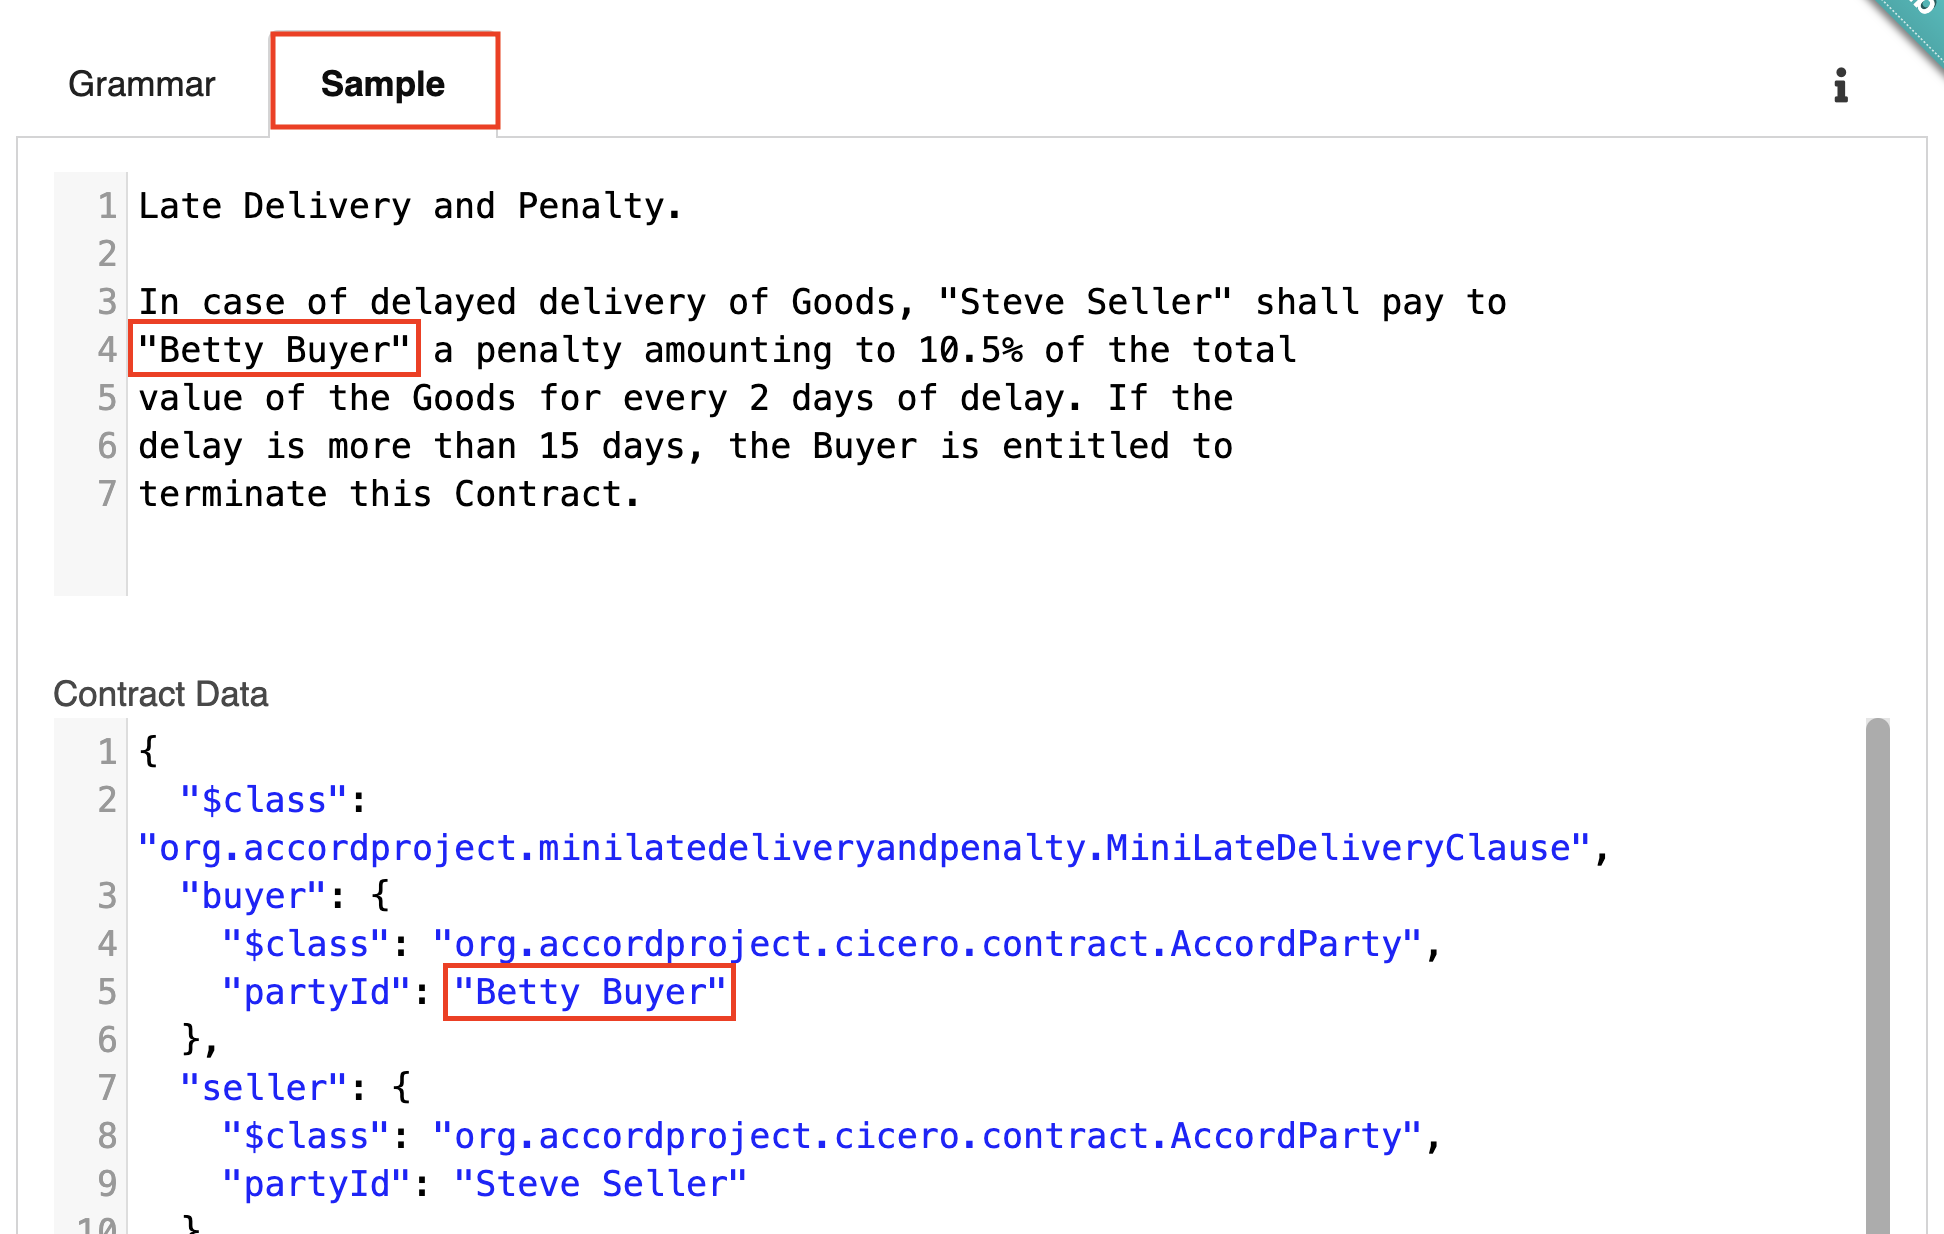 Grammar
Sample
1 Late Delivery and Penalty.
2
3 In case of delayed delivery of Goods, "Steve Seller" shall pay to
4 "Betty Buyer" a penalty amounting to 10.5% of the total
5 value of the Goods for every 2 days of delay. If the
6 delay is more than 15 days, the Buyer is entitled to
7 terminate this Contract.
Contract Data
1 {
2   "$class":
"org.accordproject.minilatedeliveryandpenalty.MiniLateDeliveryClause",
3   "buyer": {
4     "$class": "org.accordproject.cicero.contract.AccordParty",
5     "partyId": "Betty Buyer"
6   },
7   "seller": {
8     "$class": "org.accordproject.cicero.contract.AccordParty",
9     "partyId": "Steve Seller"
10   }